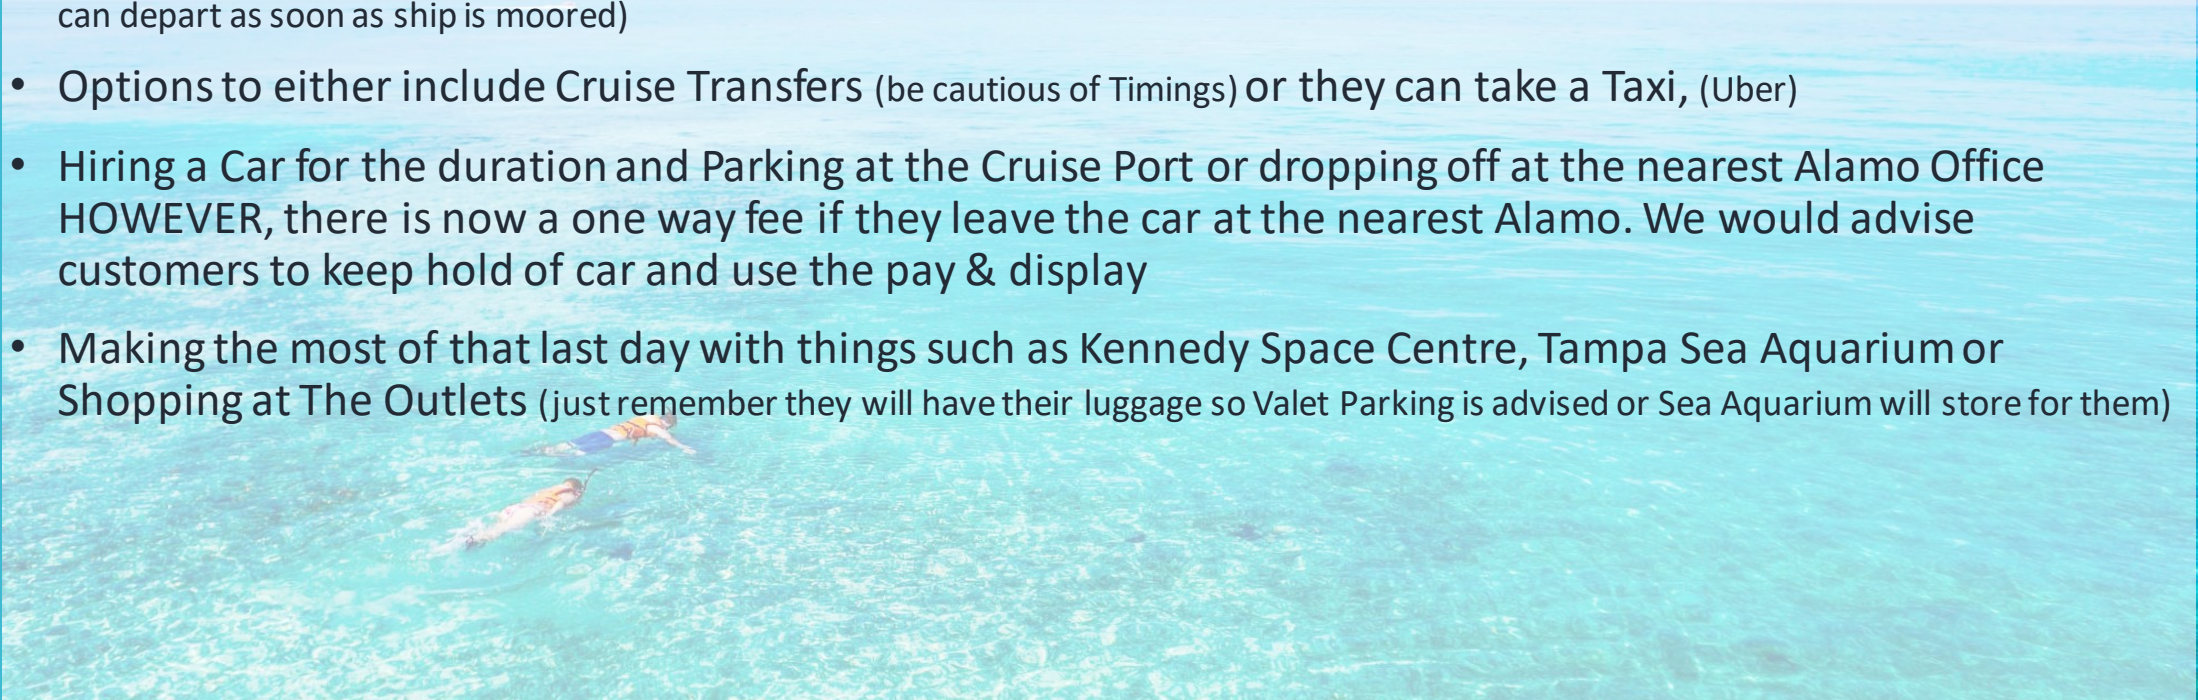 can depart as soon as ship is moored)
• Options to either include Cruise Transfers (be cautious of Timings) or they can take a Taxi, (Uber)
• Hiring a Car for the duration and Parking at the Cruise Port or dropping off at the nearest Alamo Office
HOWEVER, there is now a one way fee if they leave the car at the nearest Alamo. We would advise
customers to keep hold of car and use the pay & display
• Making the most of that last day with things such as Kennedy Space Centre, Tampa Sea Aquarium or
Shopping at The Outlets (just remember they will have their luggage so Valet Parking is advised or Sea Aquarium will store for them)